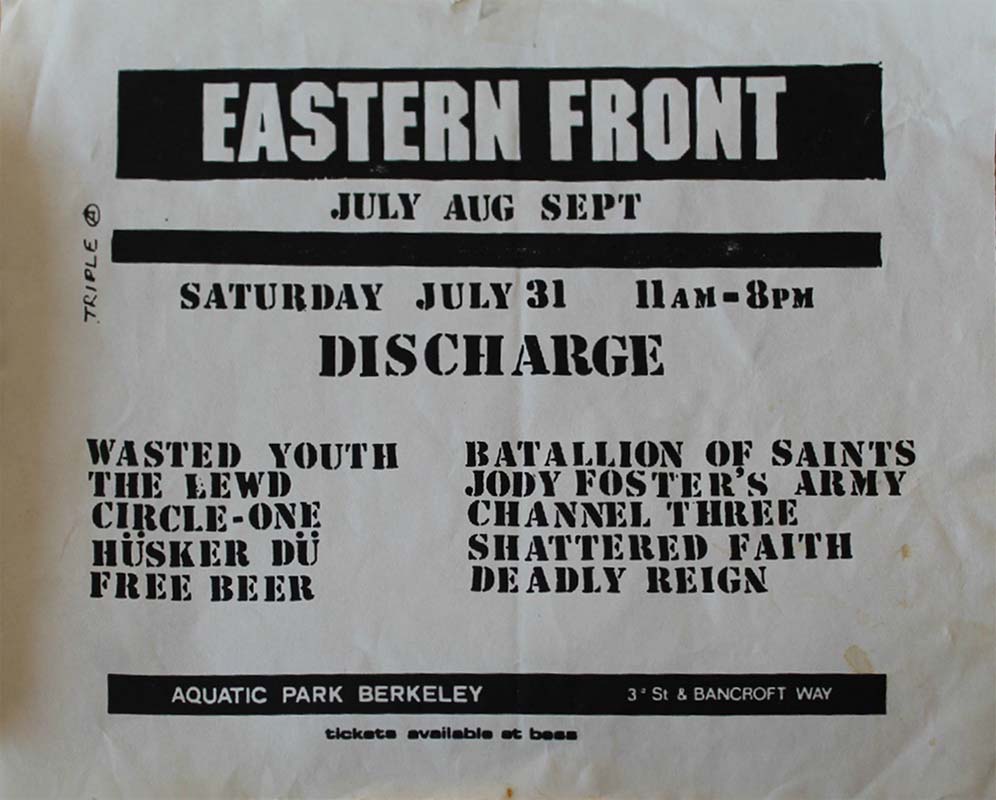 EASTERN FRONT
JULY AUG SEPT
TRIPLE Ⓐ
SATURDAY JULY 31 11AM-8PM
DISCHARGE
WASTED YOUTH
THE LEWD
CIRCLE-ONE
HÜSKER DÜ
FREE BEER
BATALLION OF SAINTS
JODY FOSTER'S ARMY
CHANNEL THREE
SHATTERED FAITH
DEADLY REIGN
AQUATIC PARK BERKELEY 3ᵈ St & BANCROFT WAY
tickets available at bass